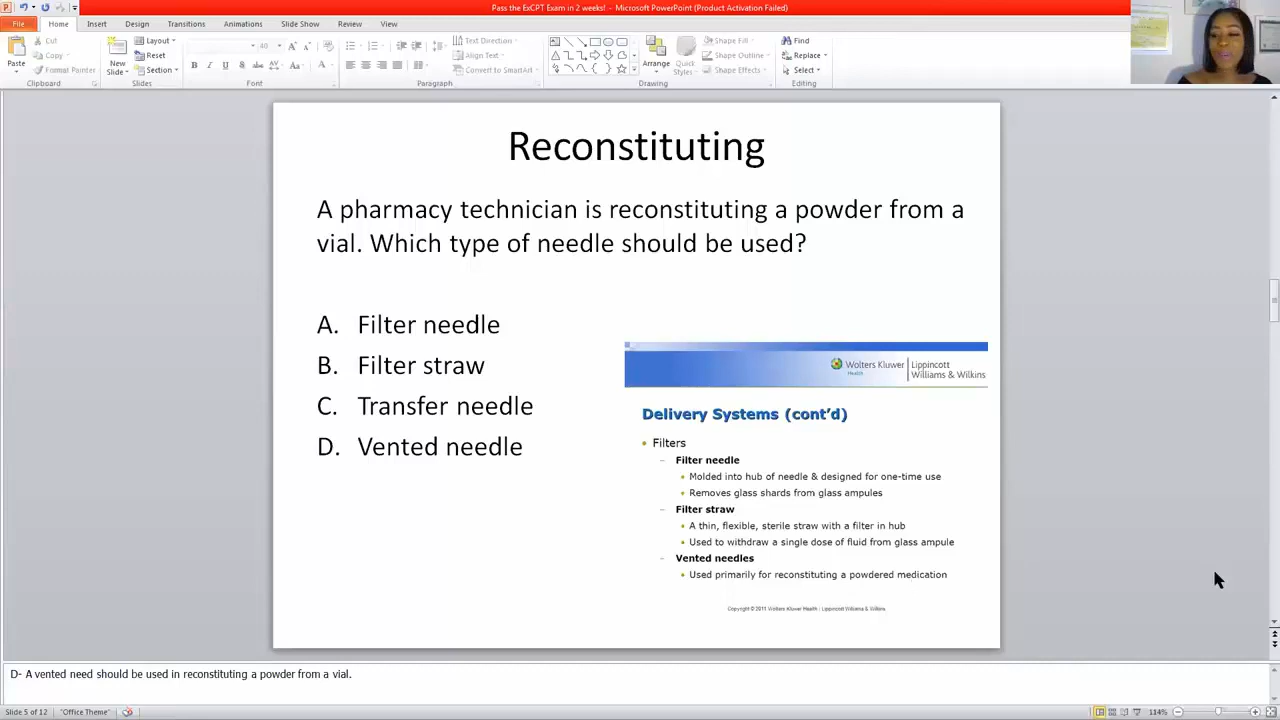 Pass the ExCPT Exam in 2 weeks! - Microsoft PowerPoint (Product Activation Failed)
File Home Insert Design Transitions Animations Slide Show Review View
Paste
Cut
Copy
Format Painter
Clipboard
New Slide
Layout
Reset
Section
Slides
40
B I U S abc AV Aa A
Font
Text Direction
Align Text
Convert to SmartArt
Paragraph
Arrange
Quick Styles
Shape Fill
Shape Outline
Shape Effects
Drawing
Find
Replace
Select
Editing
Reconstituting
A pharmacy technician is reconstituting a powder from a
vial. Which type of needle should be used?
A. Filter needle
B. Filter straw
C. Transfer needle
D. Vented needle
Wolters Kluwer
Health
Lippincott
Williams & Wilkins
Delivery Systems (cont'd)
• Filters
– Filter needle
• Molded into hub of needle & designed for one-time use
• Removes glass shards from glass ampules
– Filter straw
• A thin, flexible, sterile straw with a filter in hub
• Used to withdraw a single dose of fluid from glass ampule
– Vented needles
• Used primarily for reconstituting a powdered medication
Copyright © 2011 Wolters Kluwer Health | Lippincott Williams & Wilkins
D- A vented need should be used in reconstituting a powder from a vial.
Slide 5 of 12 "Office Theme" 114%